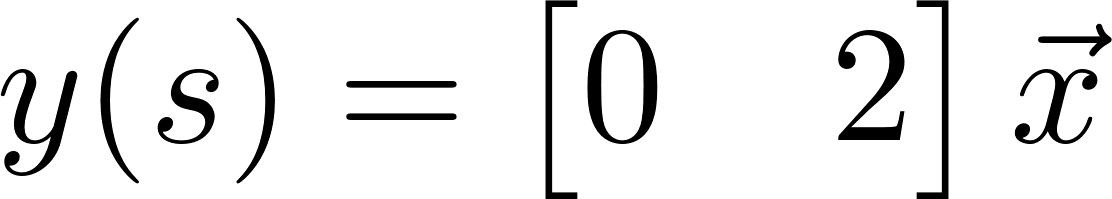 y(s) = [0 2] x⃗